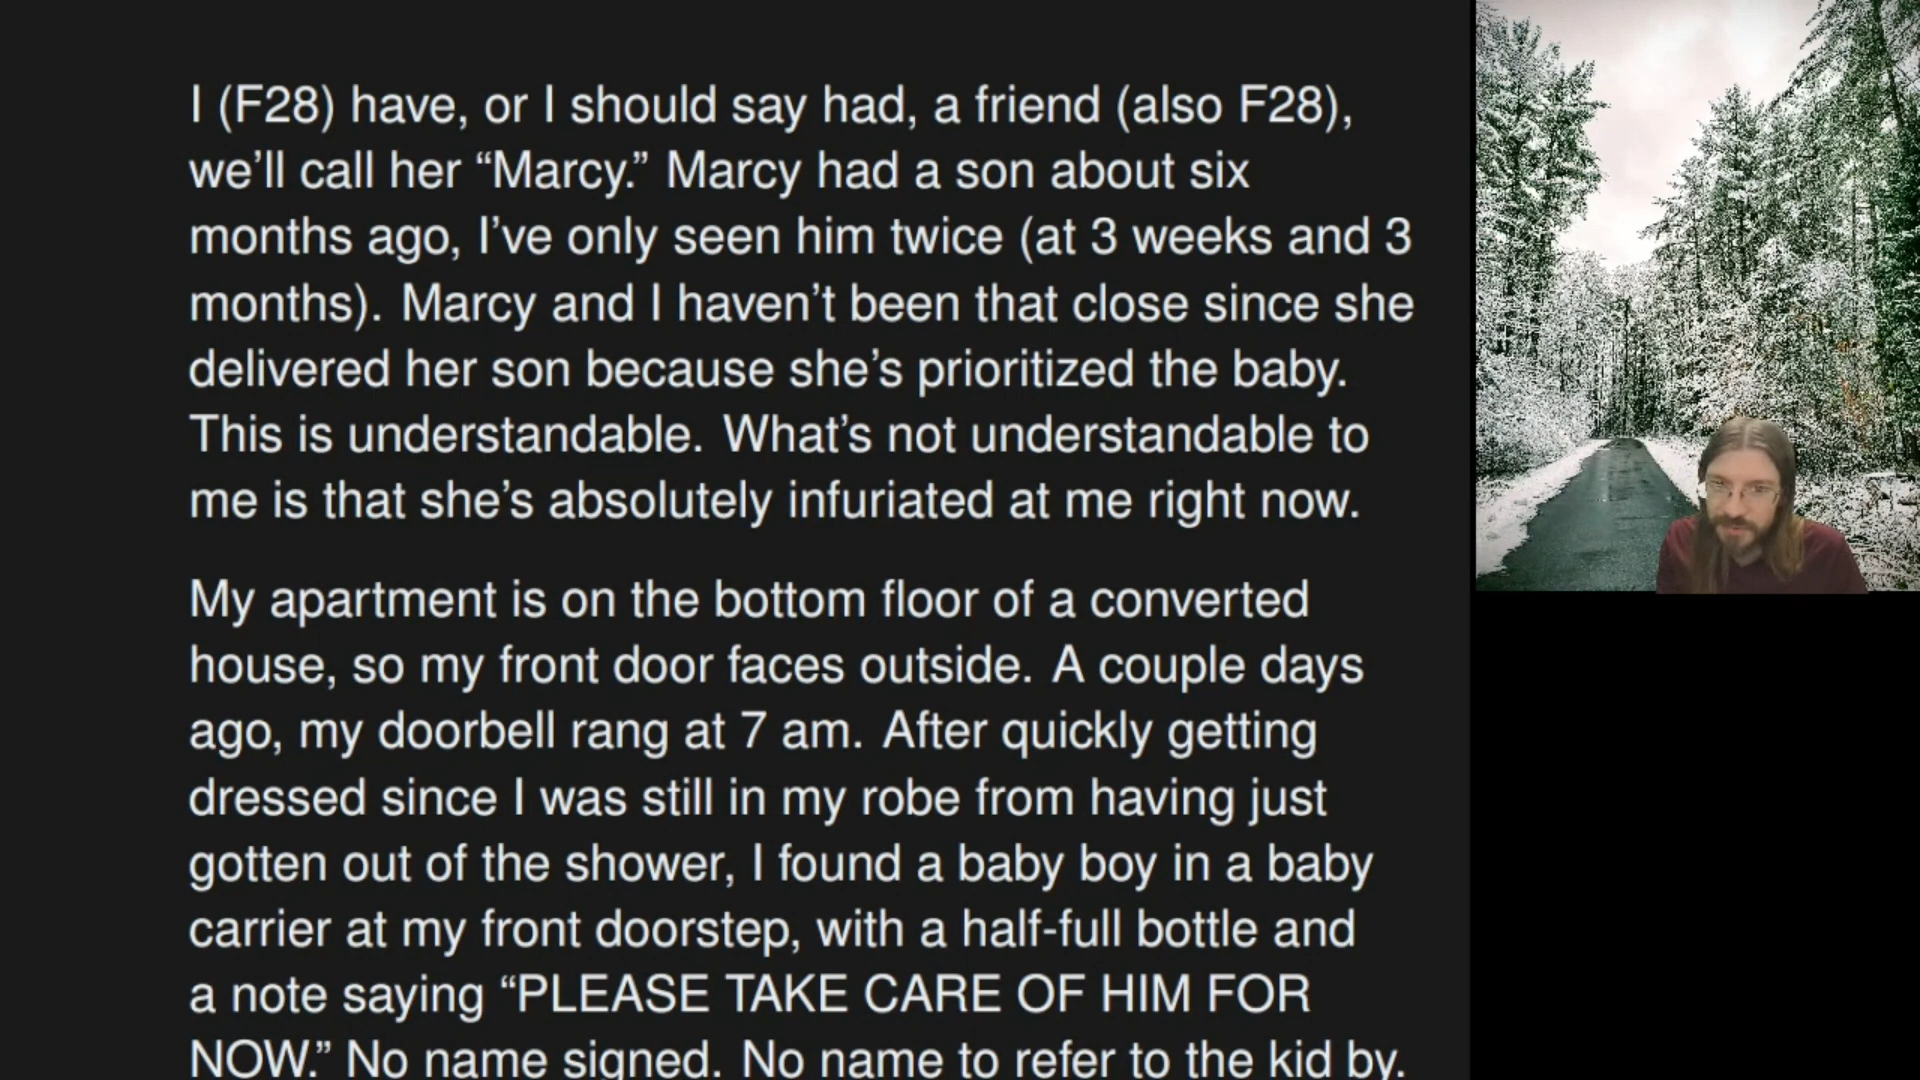 I (F28) have, or I should say had, a friend (also F28),
we’ll call her “Marcy.” Marcy had a son about six
months ago, I’ve only seen him twice (at 3 weeks and 3
months). Marcy and I haven’t been that close since she
delivered her son because she’s prioritized the baby.
This is understandable. What’s not understandable to
me is that she’s absolutely infuriated at me right now.
My apartment is on the bottom floor of a converted
house, so my front door faces outside. A couple days
ago, my doorbell rang at 7 am. After quickly getting
dressed since I was still in my robe from having just
gotten out of the shower, I found a baby boy in a baby
carrier at my front doorstep, with a half-full bottle and
a note saying “PLEASE TAKE CARE OF HIM FOR
NOW.” No name signed. No name to refer to the kid by.